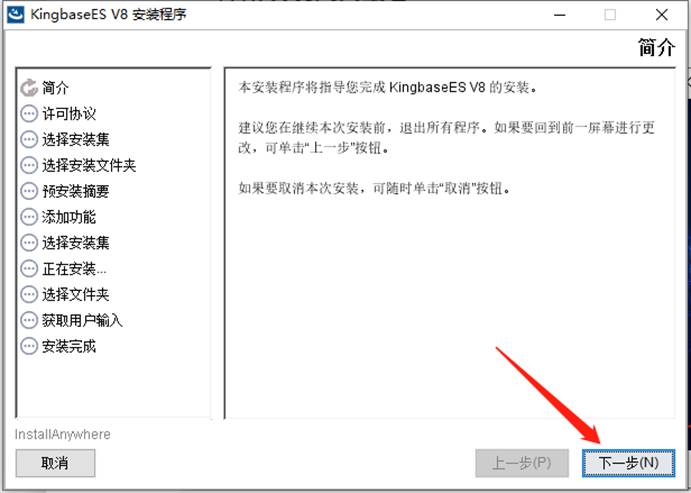 KingbaseES V8 安装程序
简介
简介
许可协议
选择安装集
选择安装文件夹
预安装摘要
添加功能
选择安装集
正在安装...
选择文件夹
获取用户输入
安装完成
本安装程序将指导您完成 KingbaseES V8 的安装。
建议您在继续本次安装前，退出所有程序。如果要回到前一屏幕进行更
改，可单击“上一步”按钮。
如果要取消本次安装，可随时单击“取消”按钮。
InstallAnywhere
取消
上一步(P)
下一步(N)